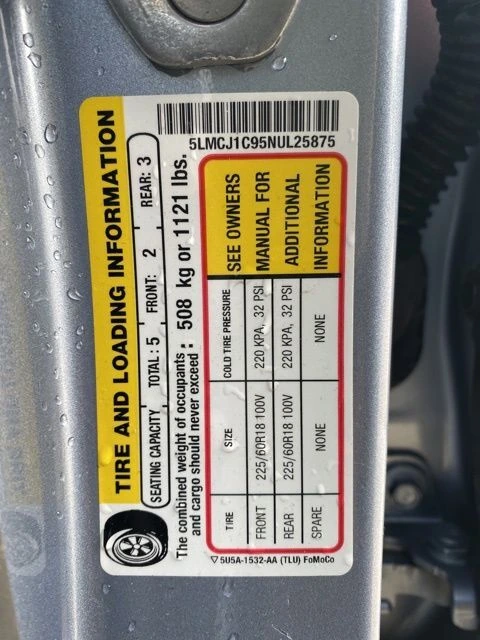 5LMCJ1C95NUL25875
TIRE AND LOADING INFORMATION
SEATING CAPACITY TOTAL: 5 FRONT: 2 REAR: 3
The combined weight of occupants
and cargo should never exceed : 508 kg or 1121 lbs.
TIRE SIZE COLD TIRE PRESSURE SEE OWNERS
FRONT 225/60R18 100V 220 KPA, 32 PSI MANUAL FOR
REAR 225/60R18 100V 220 KPA, 32 PSI ADDITIONAL
SPARE NONE NONE INFORMATION
▽ 5U5A-1532-AA (TLU) FoMoCo